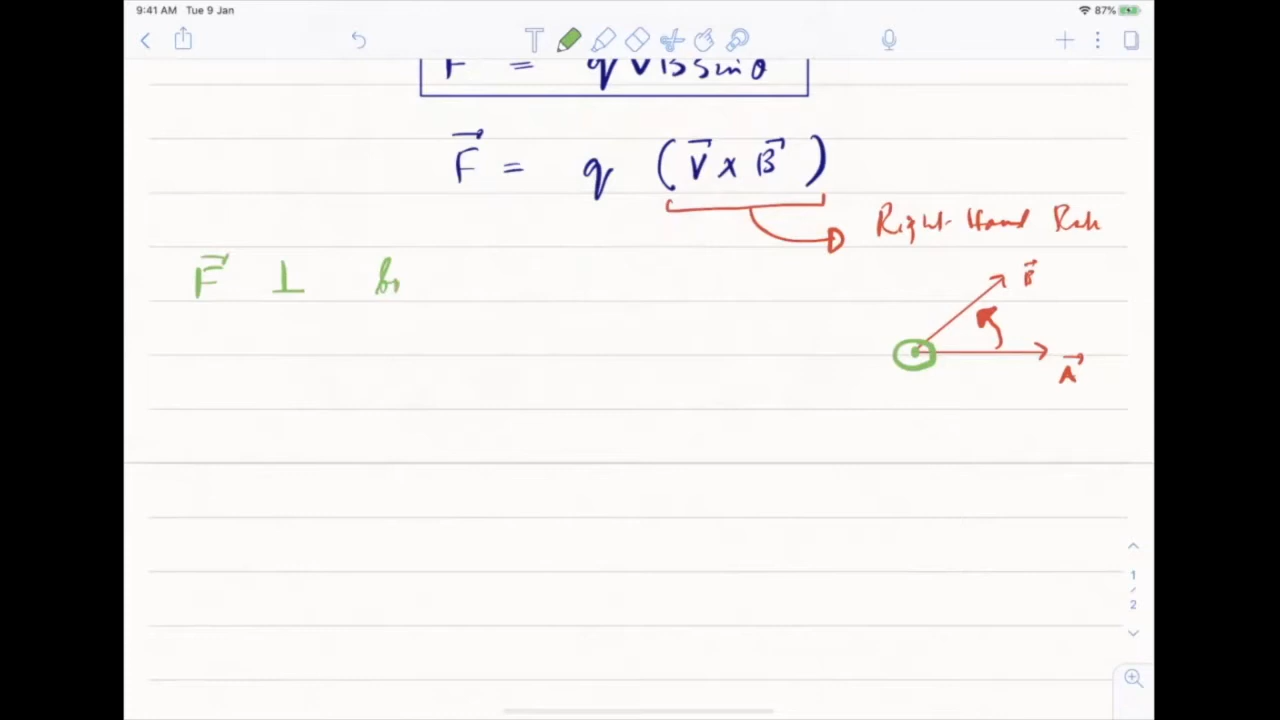 9:41 AM Tue 9 Jan
87%
T
F = qVBsinθ
F⃗ = q (V⃗ x B⃗)
Right-Hand Rule
B⃗
F⃗ ⊥
A⃗
1
/
2